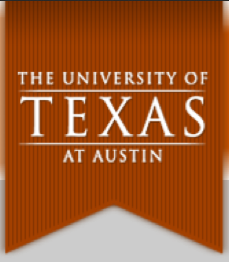 THE UNIVERSITY OF
TEXAS
AT AUSTIN